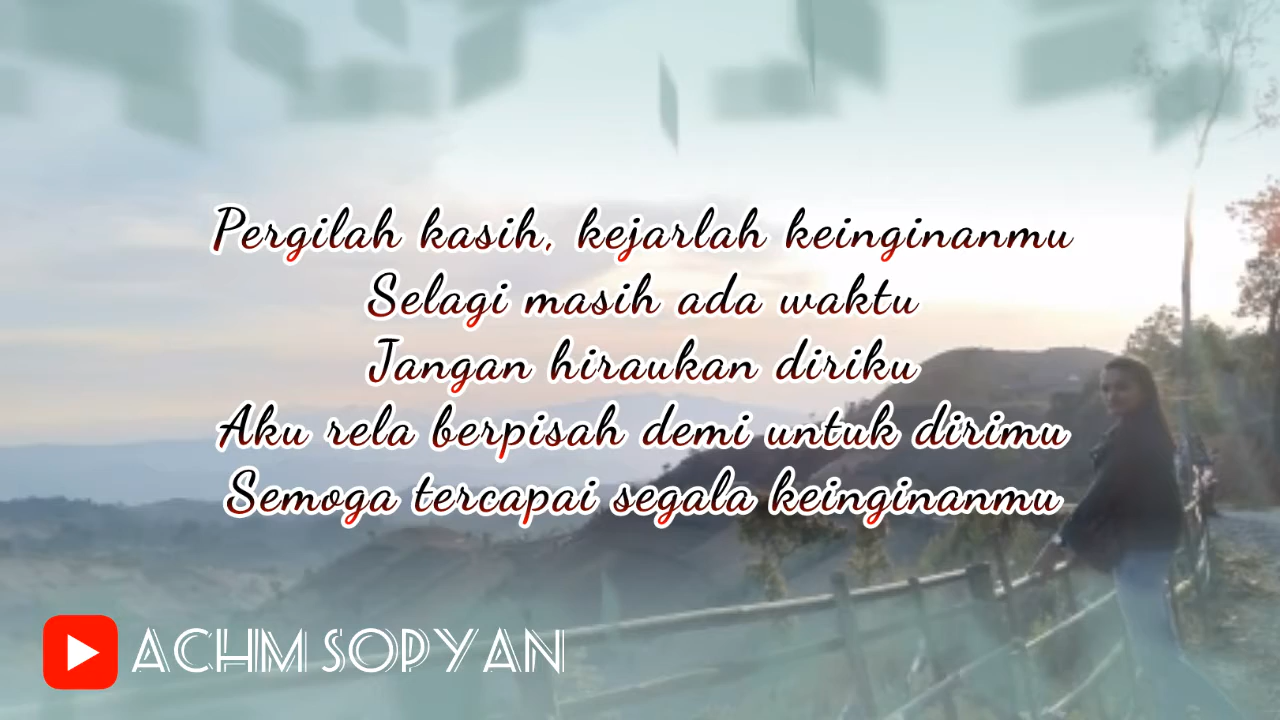 Pergilah kasih, kejarlah keinginanmu
Selagi masih ada waktu
Jangan hiraukan diriku
Aku rela berpisah demi untuk dirimu
Semoga tercapai segala keinginanmu
ACHM SOPYAN